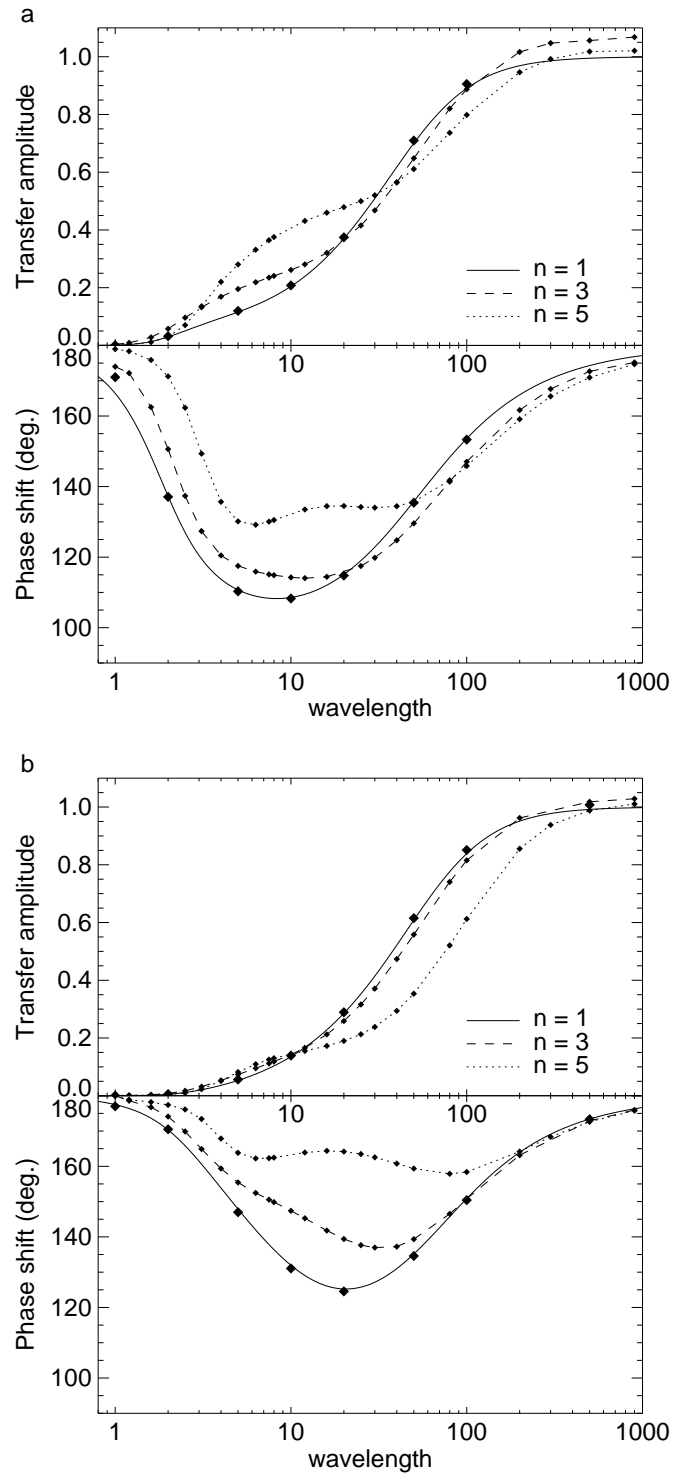 a
1.0
0.8
0.6
0.4
0.2
0.0
Transfer amplitude
n = 1
n = 3
n = 5
10
100
180
160
140
120
100
Phase shift (deg.)
1
10
100
1000
wavelength
b
1.0
0.8
0.6
0.4
0.2
0.0
Transfer amplitude
n = 1
n = 3
n = 5
10
100
180
160
140
120
100
Phase shift (deg.)
1
10
100
1000
wavelength